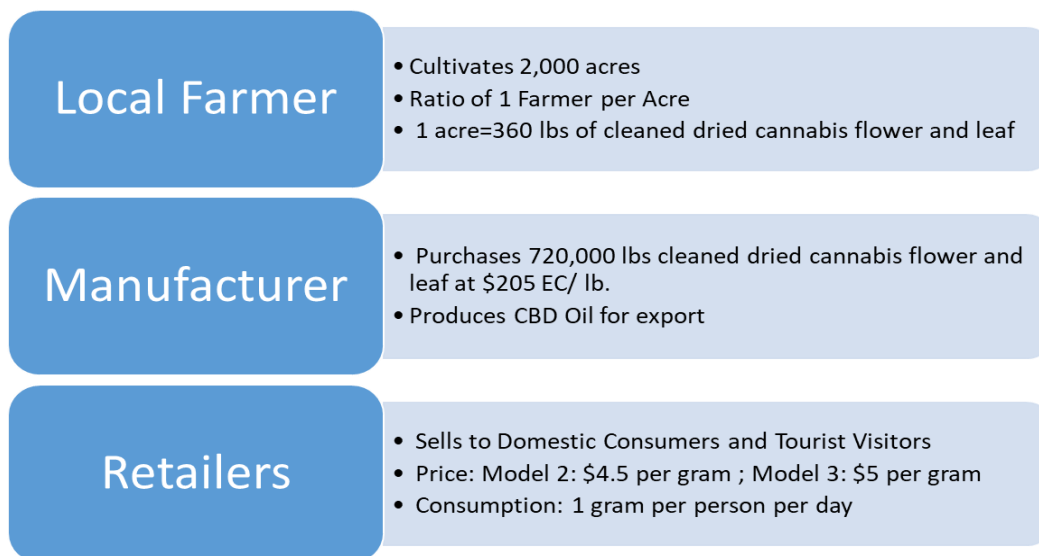 Local Farmer
• Cultivates 2,000 acres
• Ratio of 1 Farmer per Acre
• 1 acre=360 lbs of cleaned dried cannabis flower and leaf
Manufacturer
• Purchases 720,000 lbs cleaned dried cannabis flower and
leaf at $205 EC/ lb.
• Produces CBD Oil for export
Retailers
• Sells to Domestic Consumers and Tourist Visitors
• Price: Model 2: $4.5 per gram ; Model 3: $5 per gram
• Consumption: 1 gram per person per day